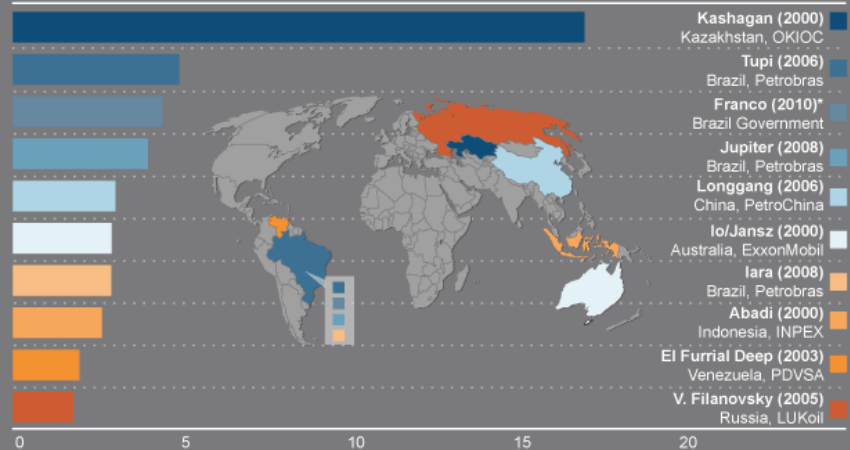 Kashagan (2000)
Kazakhstan, OKIOC
Tupi (2006)
Brazil, Petrobras
Franco (2010)*
Brazil Government
Jupiter (2008)
Brazil, Petrobras
Longgang (2006)
China, PetroChina
Io/Jansz (2000)
Australia, ExxonMobil
Iara (2008)
Brazil, Petrobras
Abadi (2000)
Indonesia, INPEX
El Furrial Deep (2003)
Venezuela, PDVSA
V. Filanovsky (2005)
Russia, LUKoil
0 5 10 15 20